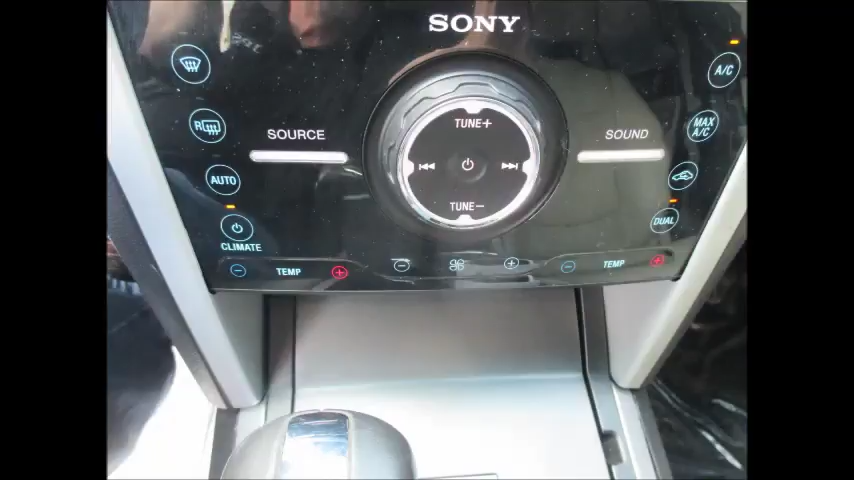 SONY
A/C
TUNE+
R
SOURCE
SOUND
MAX
A/C
AUTO
TUNE−
DUAL
CLIMATE
TEMP
TEMP